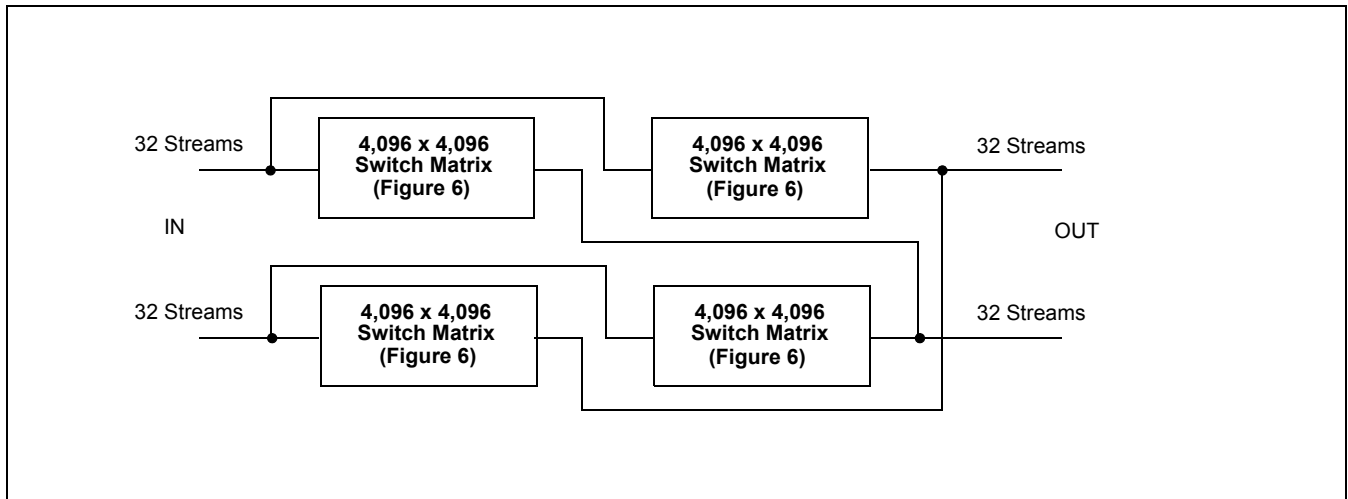 32 Streams
4,096 x 4,096
Switch Matrix
(Figure 6)
4,096 x 4,096
Switch Matrix
(Figure 6)
32 Streams
IN
OUT
32 Streams
4,096 x 4,096
Switch Matrix
(Figure 6)
4,096 x 4,096
Switch Matrix
(Figure 6)
32 Streams